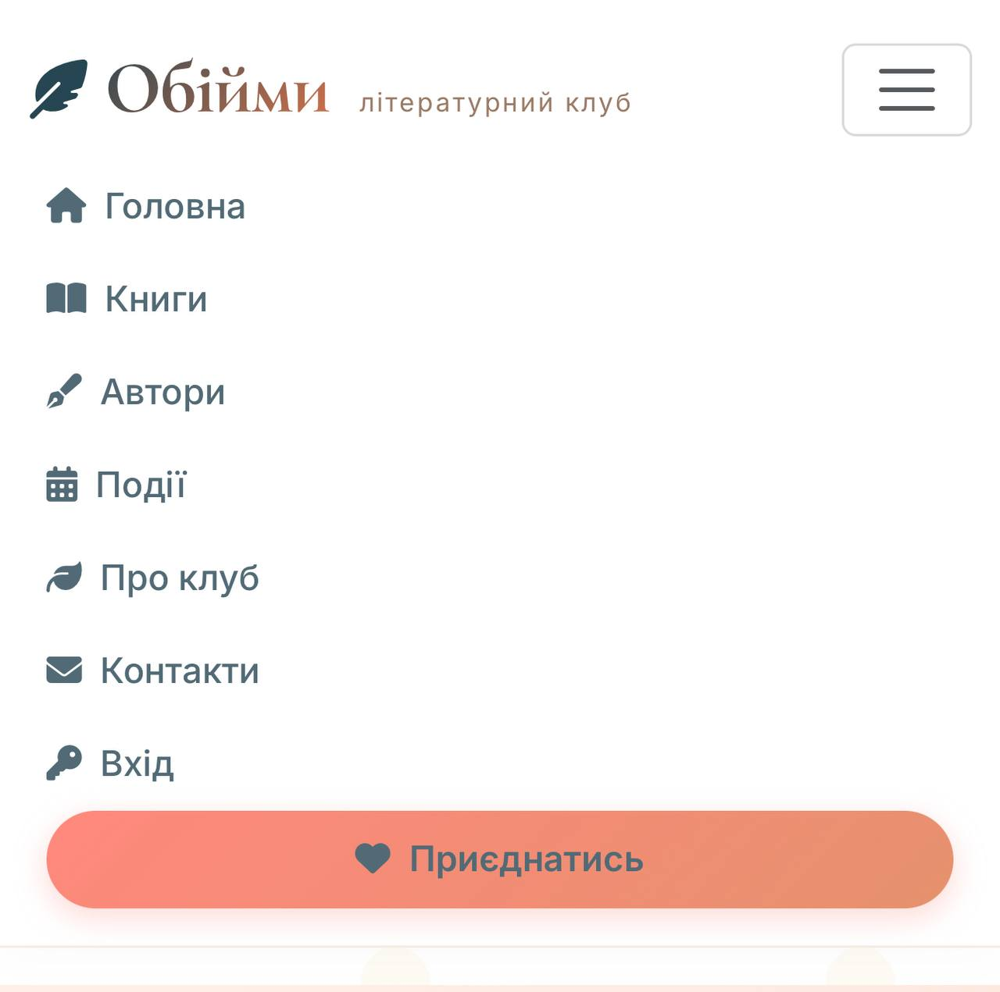 Обійми літературний клуб
Головна
Книги
Автори
Події
Про клуб
Контакти
Вхід
Приєднатись